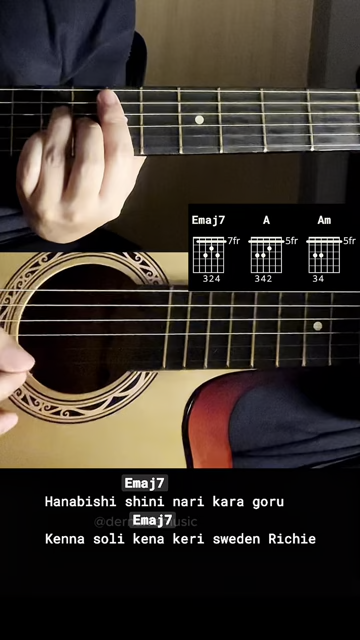 Emaj7 A Am
7fr 5fr 5fr
324 342 34
Emaj7
Hanabishi shini nari kara goru
Emaj7
Kenna soli kena keri sweden Richie